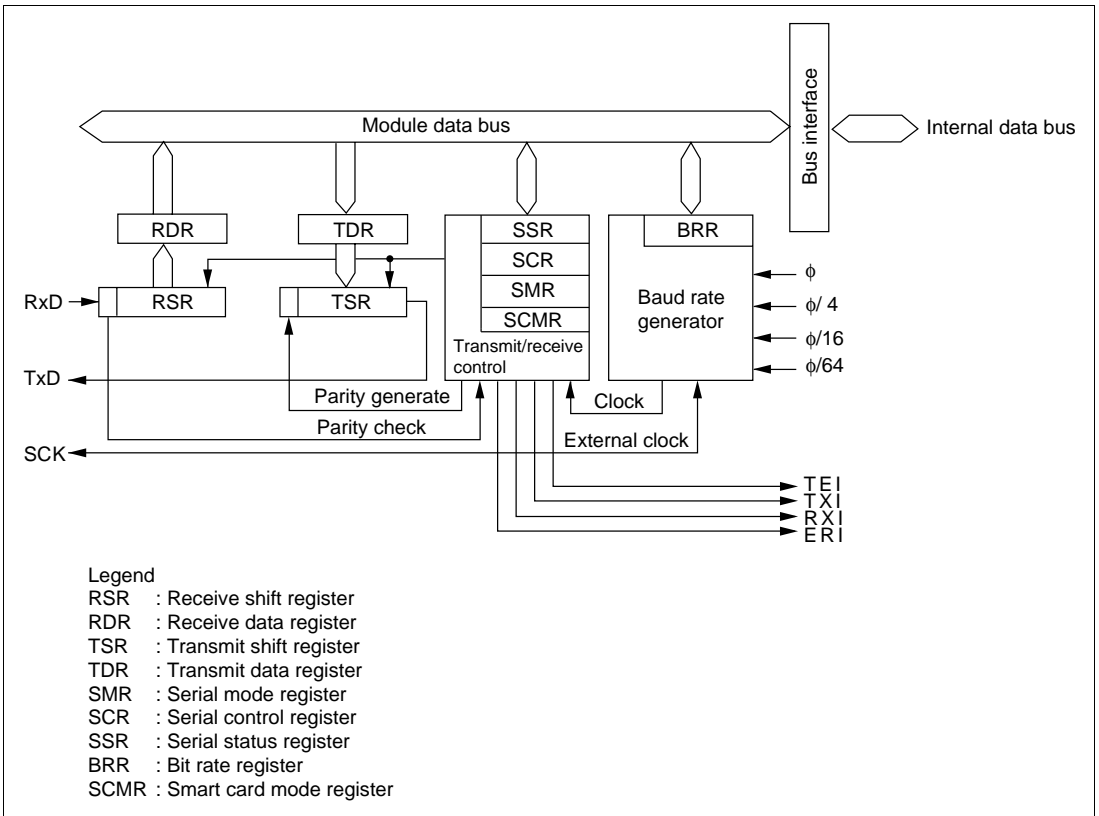 Bus interface
Module data bus
Internal data bus
RDR
TDR
SSR
BRR
SCR
SMR
SCMR
Transmit/receive
control
Baud rate
generator
ϕ
ϕ/ 4
ϕ/16
ϕ/64
RxD
RSR
TSR
TxD
Parity generate
Clock
Parity check
External clock
SCK
TEI
TXI
RXI
ERI
Legend
RSR : Receive shift register
RDR : Receive data register
TSR : Transmit shift register
TDR : Transmit data register
SMR : Serial mode register
SCR : Serial control register
SSR : Serial status register
BRR : Bit rate register
SCMR : Smart card mode register